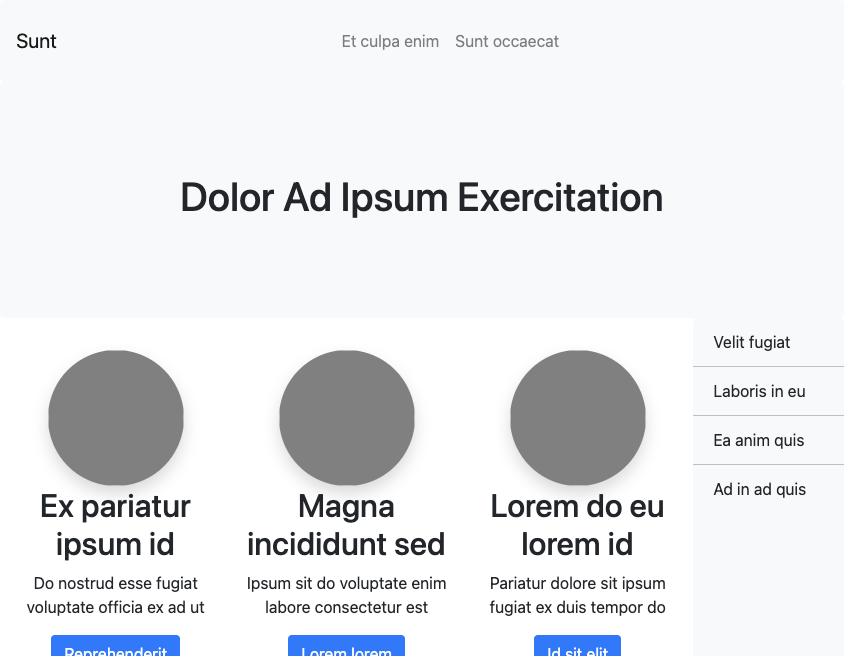 Sunt
Et culpa enim
Sunt occaecat
Dolor Ad Ipsum Exercitation
Ex pariatur
ipsum id
Do nostrud esse fugiat
voluptate officia ex ad ut
Reprehenderit
Magna
incididunt sed
Ipsum sit do voluptate enim
labore consectetur est
Lorem lorem
Lorem do eu
lorem id
Pariatur dolore sit ipsum
fugiat ex duis tempor do
Id sit elit
Velit fugiat
Laboris in eu
Ea anim quis
Ad in ad quis